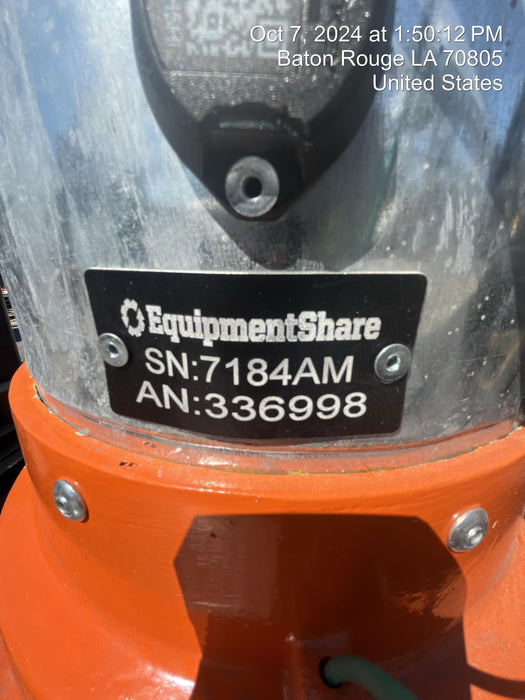 Oct 7, 2024 at 1:50:12 PM
Baton Rouge LA 70805
United States
EquipmentShare
SN:7184AM
AN:336998